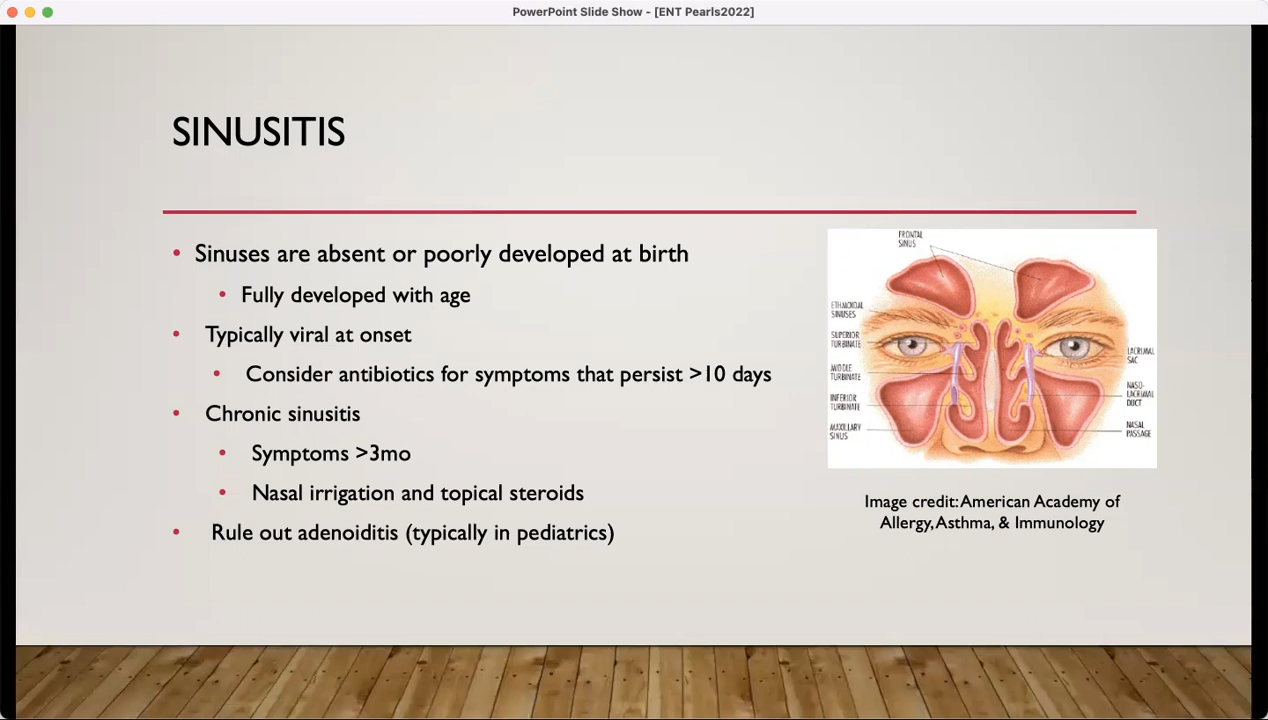 PowerPoint Slide Show - [ENT Pearls2022]
SINUSITIS
• Sinuses are absent or poorly developed at birth
• Fully developed with age
• Typically viral at onset
• Consider antibiotics for symptoms that persist >10 days
• Chronic sinusitis
• Symptoms >3mo
• Nasal irrigation and topical steroids
• Rule out adenoiditis (typically in pediatrics)
FRONTAL
SINUS
ETHMOIDAL
SINUSES
SUPERIOR
TURBINATE
MIDDLE
TURBINATE
INFERIOR
TURBINATE
MAXILLARY
SINUS
LACRIMAL
SAC
NASO-
LACRIMAL
DUCT
NASAL
PASSAGE
Image credit: American Academy of
Allergy, Asthma, & Immunology